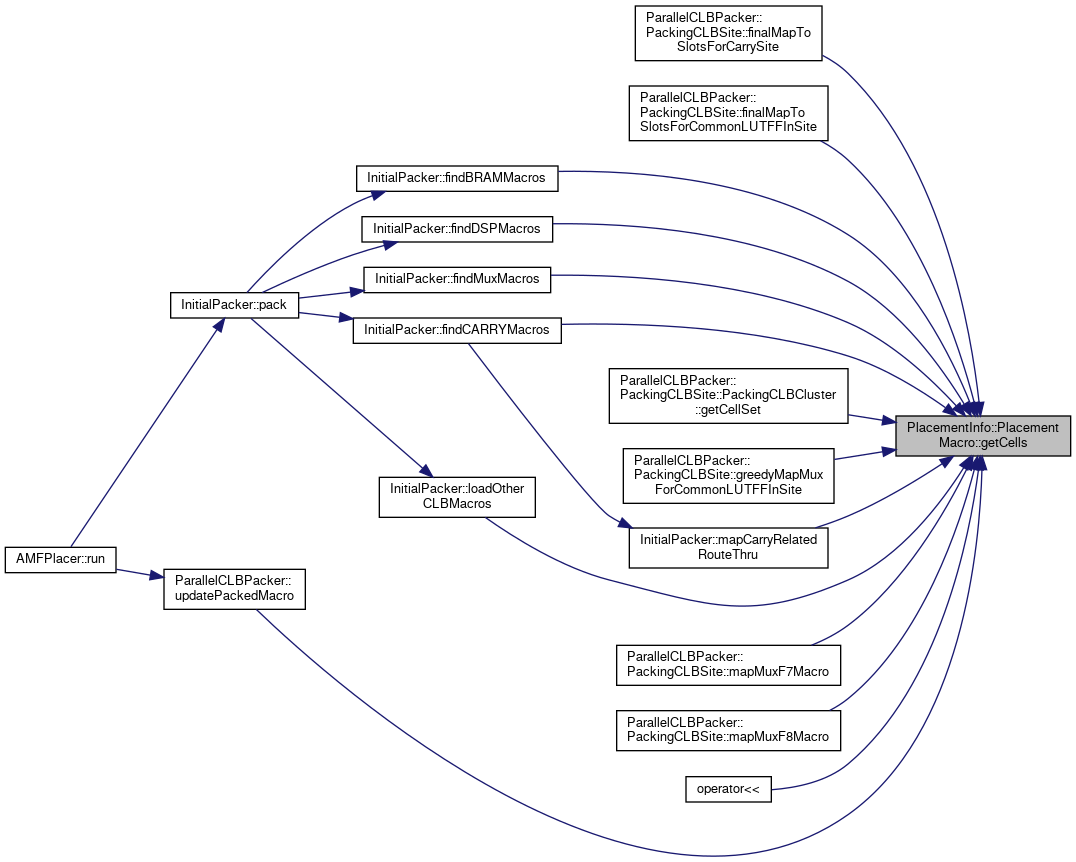 ParallelCLBPacker::
PackingCLBSite::finalMapTo
SlotsForCarrySite
ParallelCLBPacker::
PackingCLBSite::finalMapTo
SlotsForCommonLUTFFInSite
InitialPacker::findBRAMMacros
InitialPacker::findDSPMacros
InitialPacker::findMuxMacros
InitialPacker::pack
InitialPacker::findCARRYMacros
ParallelCLBPacker::
PackingCLBSite::PackingCLBCluster
::getCellSet
PlacementInfo::Placement
Macro::getCells
ParallelCLBPacker::
PackingCLBSite::greedyMapMux
ForCommonLUTFFInSite
InitialPacker::loadOther
CLBMacros
InitialPacker::mapCarryRelated
RouteThru
AMFPlacer::run
ParallelCLBPacker::
updatePackedMacro
ParallelCLBPacker::
PackingCLBSite::mapMuxF7Macro
ParallelCLBPacker::
PackingCLBSite::mapMuxF8Macro
operator<<